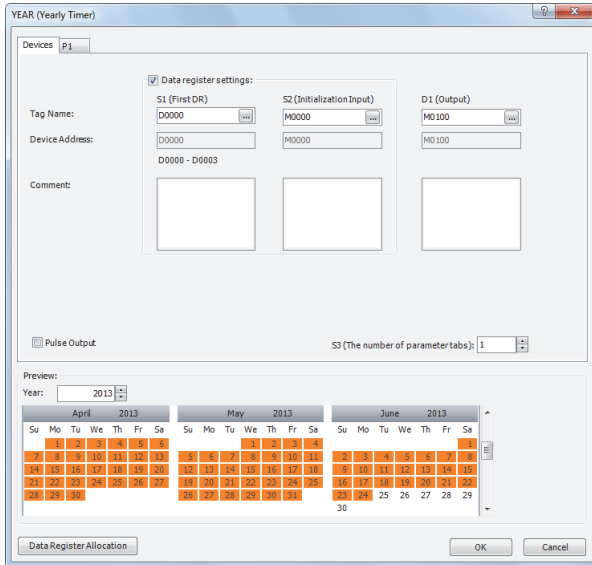 YEAR (Yearly Timer)
Devices P1
Data register settings:
S1 (First DR) S2 (Initialization Input) D1 (Output)
Tag Name: D0000 ... M0000 ... M0100 ...
Device Address: D0000 M0000 M0100
D0000 - D0003
Comment:
Pulse Output S3 (The number of parameter tabs): 1
Preview:
Year: 2013
April 2013 May 2013 June 2013
Su Mo Tu We Th Fr Sa Su Mo Tu We Th Fr Sa Su Mo Tu We Th Fr Sa
1 2 3 4 5 6 1 2 3 4 1
7 8 9 10 11 12 13 5 6 7 8 9 10 11 2 3 4 5 6 7 8
14 15 16 17 18 19 20 12 13 14 15 16 17 18 9 10 11 12 13 14 15
21 22 23 24 25 26 27 19 20 21 22 23 24 25 16 17 18 19 20 21 22
28 29 30 26 27 28 29 30 31 23 24 25 26 27 28 29
30
Data Register Allocation OK Cancel